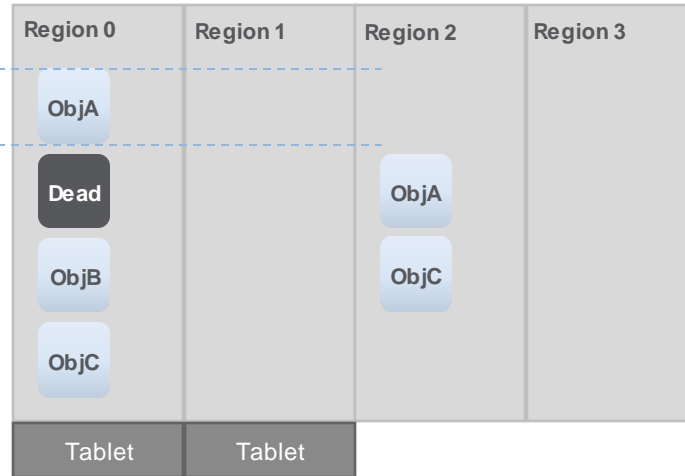 Region 0
Region 1
Region 2
Region 3
ObjA
Dead
ObjA
ObjB
ObjC
ObjC
Tablet
Tablet